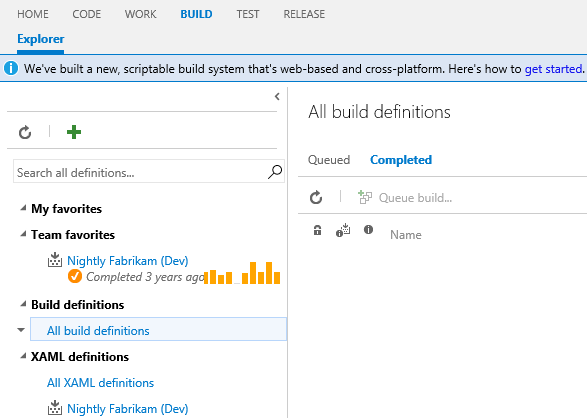 HOME CODE WORK BUILD TEST RELEASE
Explorer
We've built a new, scriptable build system that's web-based and cross-platform. Here's how to get started.
All build definitions
Search all definitions...
Queued Completed
Queue build...
My favorites
Team favorites
Name
Nightly Fabrikam (Dev)
Completed 3 years ago
Build definitions
All build definitions
XAML definitions
All XAML definitions
Nightly Fabrikam (Dev)